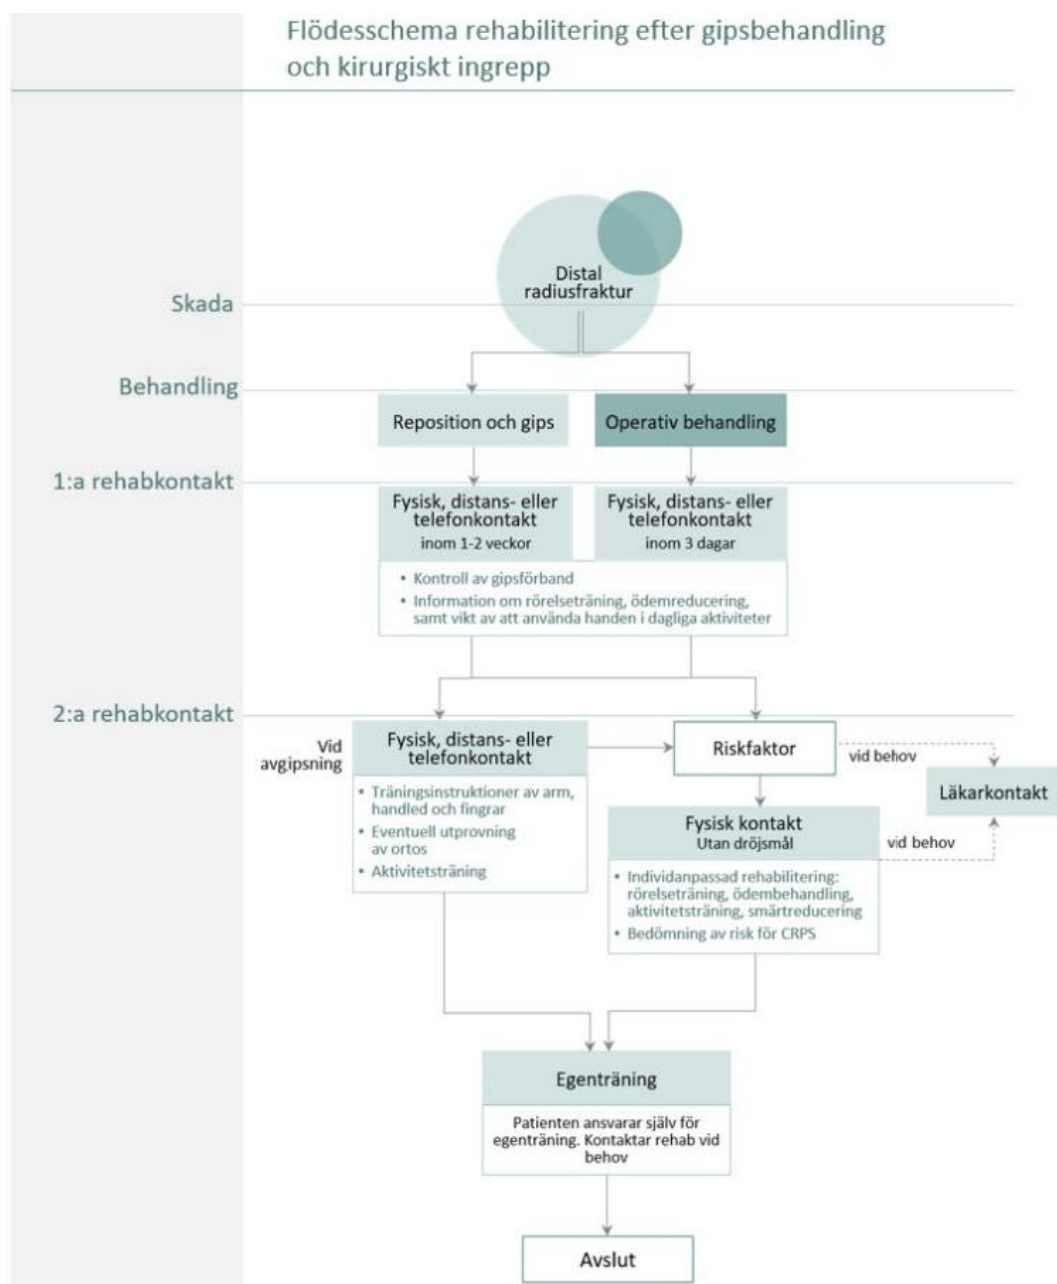 Flödesschema rehabilitering efter gipsbehandling
och kirurgiskt ingrepp
Distal
radiusfraktur
Skada
Behandling
Reposition och gips
Operativ behandling
1:a rehabkontakt
Fysisk, distans- eller
telefonkontakt
inom 1-2 veckor
Fysisk, distans- eller
telefonkontakt
inom 3 dagar
• Kontroll av gipsförband
• Information om rörelseträning, ödemreducering,
samt vikt av att använda handen i dagliga aktiviteter
2:a rehabkontakt
Vid
avgipsning
Fysisk, distans- eller
telefonkontakt
• Träningsinstruktioner av arm,
handled och fingrar
• Eventuell utprovning
av ortos
• Aktivitetsträning
Riskfaktor
vid behov
Läkarkontakt
Fysisk kontakt
Utan dröjsmål
vid behov
• Individanpassad rehabilitering:
rörelseträning, ödembehandling,
aktivitetsträning, smärtreducering
• Bedömning av risk för CRPS
Egenträning
Patienten ansvarar själv för
egenträning. Kontaktar rehab vid
behov
Avslut